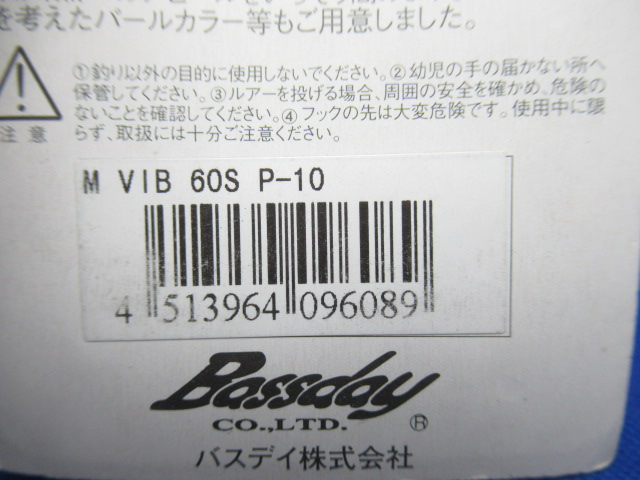 を考えたパールカラー等もご用意しました。
①釣り以外の目的に使用しないでください。②幼児の手の届かない所へ
保管してください。③ルアーを投げる場合、周囲の安全を確かめ、危険の
ないことを確認してください。④フックの先は大変危険です。使用中に限
らず、取扱には十分ご注意ください。
注意
M VIB 60S P-10
4 513964 096089
Bassday
CO.,LTD. ®
バスデイ株式会社